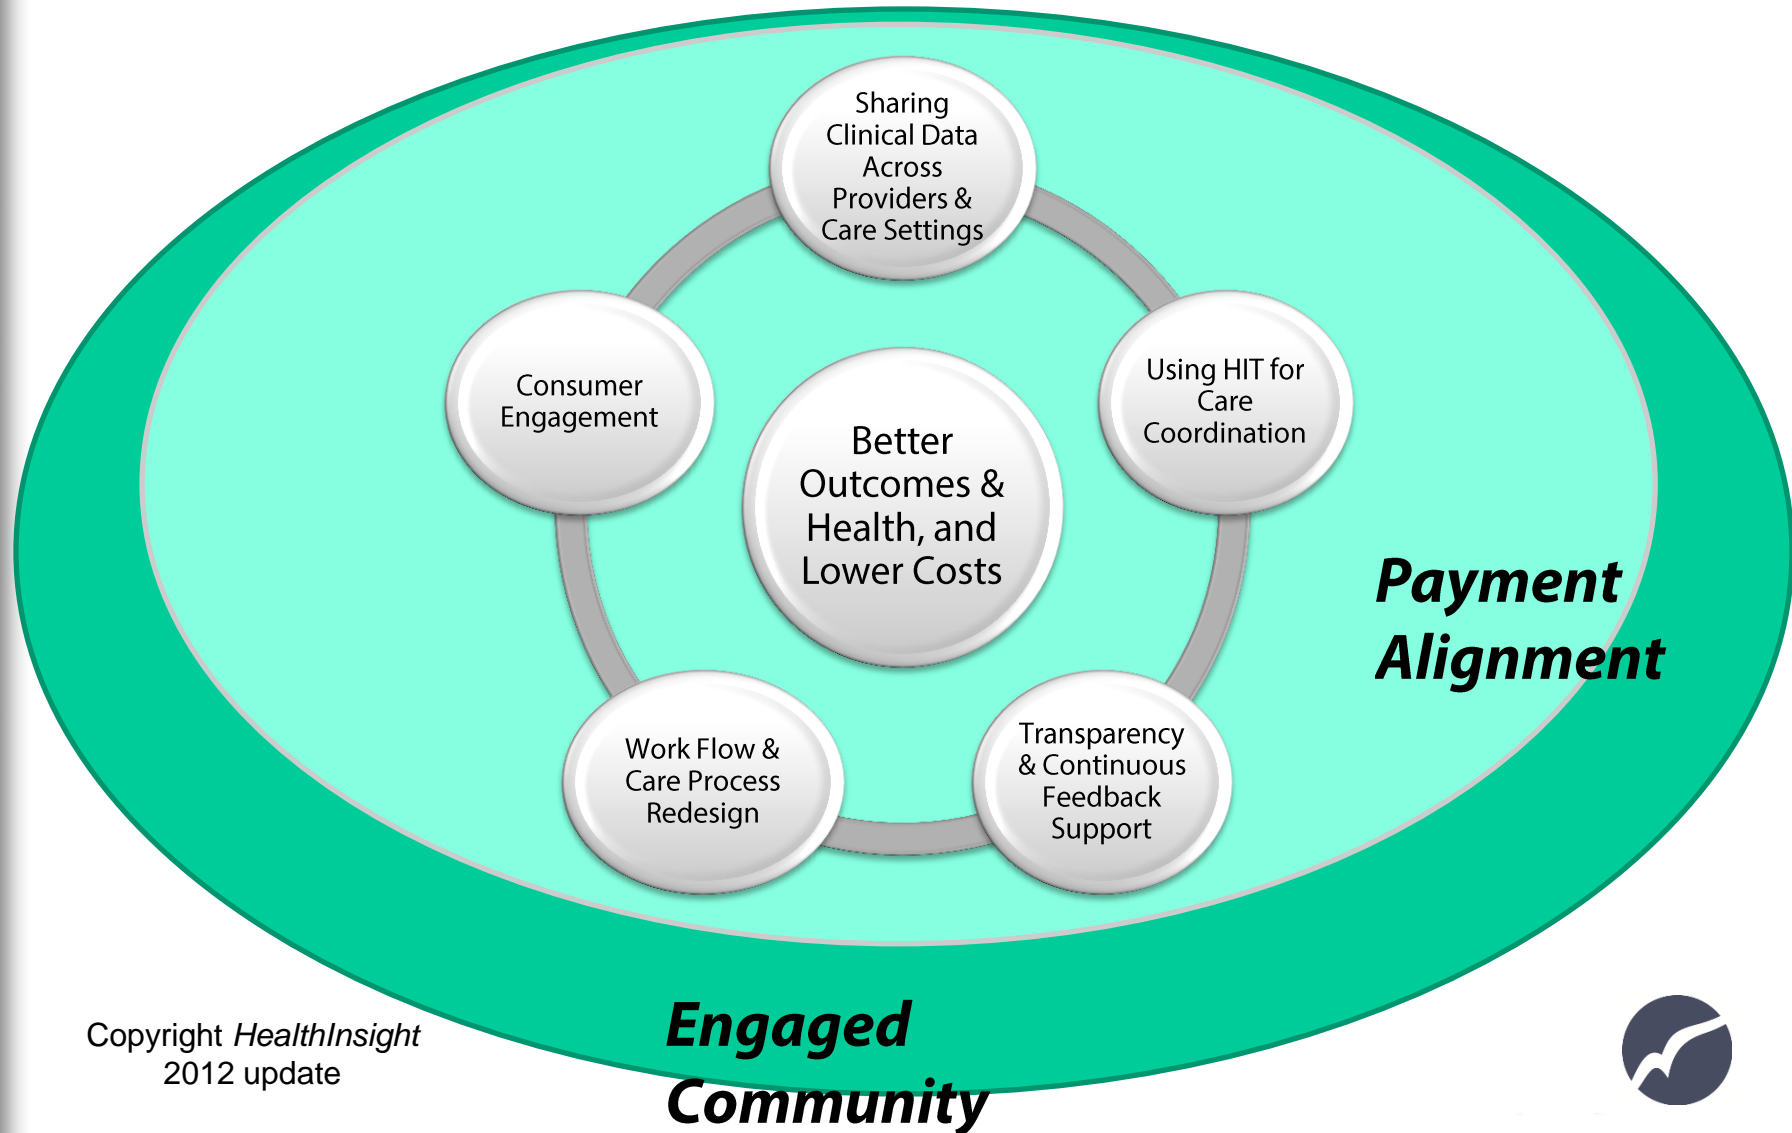 Sharing
Clinical Data
Across
Providers &
Care Settings
Consumer
Engagement
Using HIT for
Care
Coordination
Better
Outcomes &
Health, and
Lower Costs
Payment
Alignment
Work Flow &
Care Process
Redesign
Transparency
& Continuous
Feedback
Support
Engaged
Community
Copyright HealthInsight
2012 update